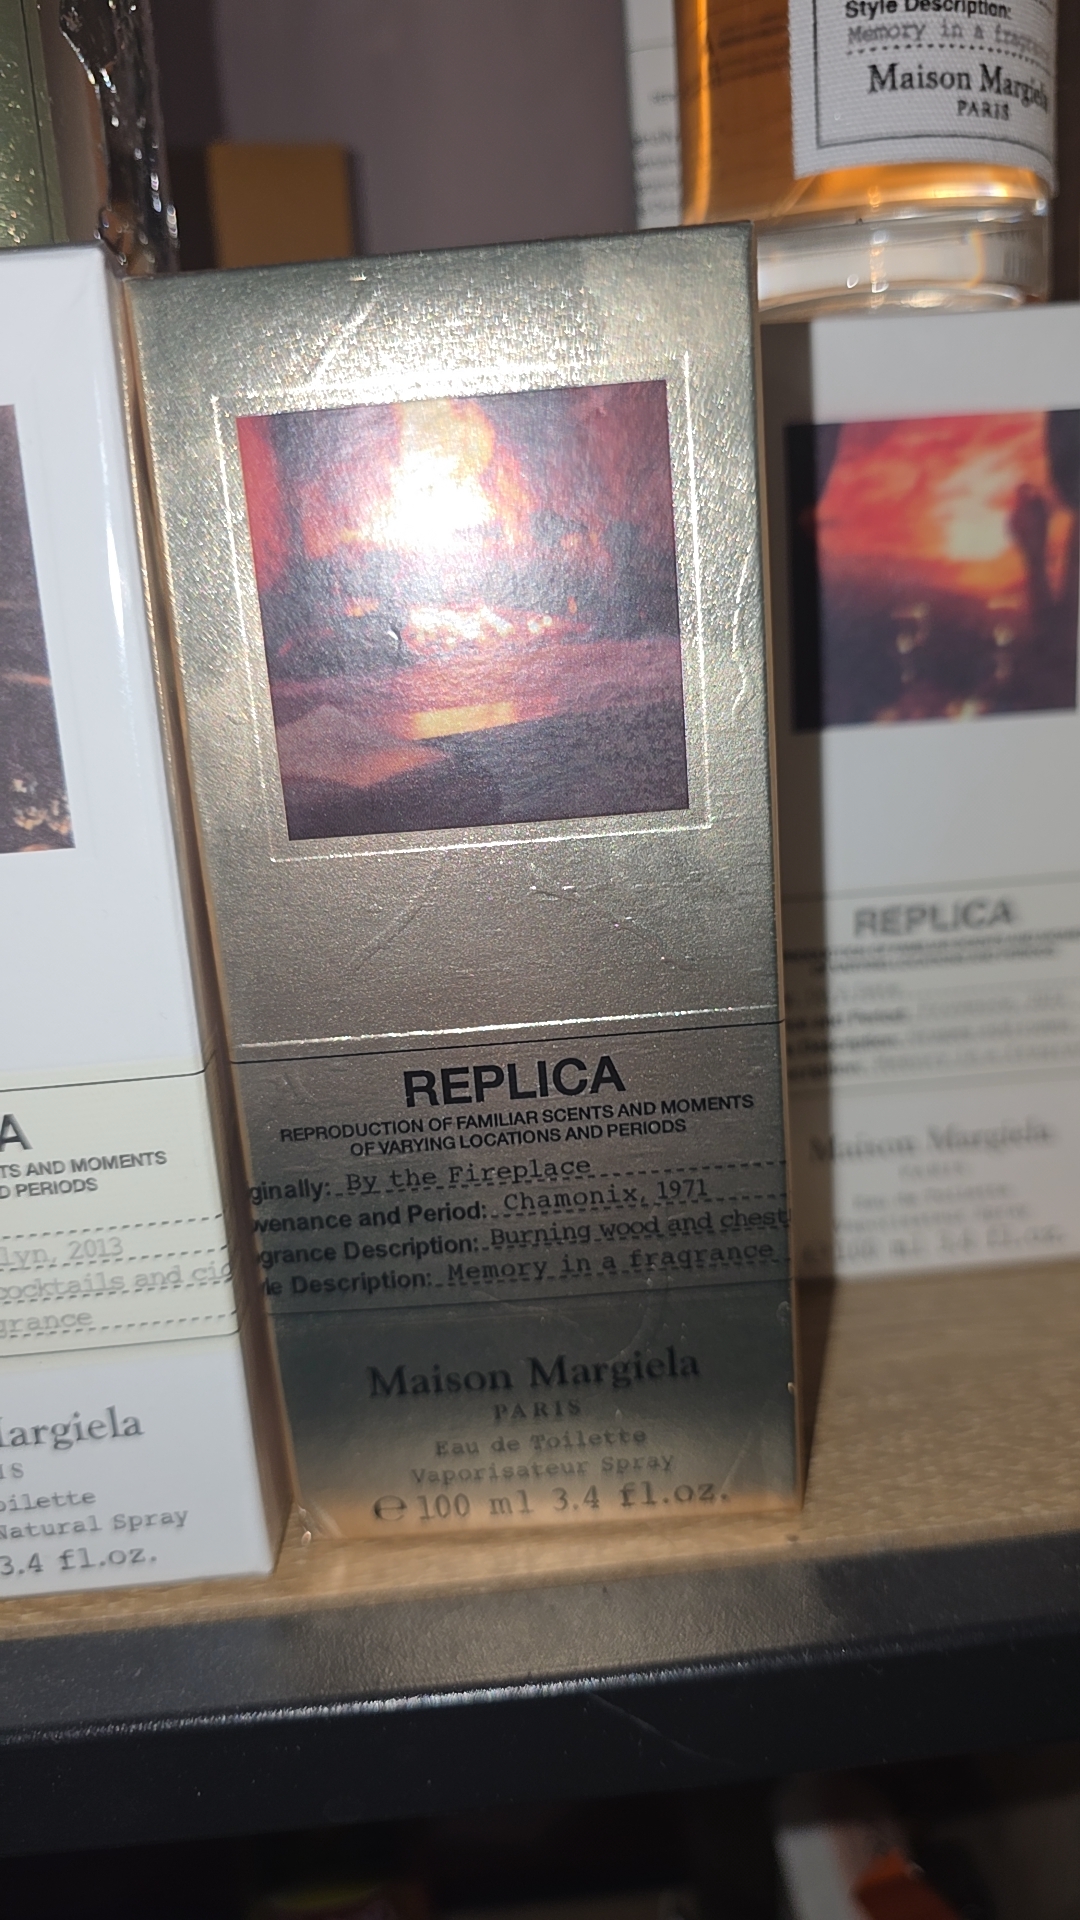 Style Description:
Memory in a
Maison Margiela
PARIS
REPLICA
REPRODUCTION OF FAMILIAR SCENTS AND MOMENTS
OF VARYING LOCATIONS AND PERIODS
ginally: By the Fireplace
venance and Period: Chamonix, 1971
grance Description: Burning wood and chest
le Description: Memory in a fragrance
Maison Margiela
PARIS
Eau de Toilette
Vaporisateur Spray
e 100 ml 3.4 fl.oz.
A
TS AND MOMENTS
D PERIODS
lyn, 2013
cocktails and cig
grance
argiela
IS
oilette
Natural Spray
3.4 fl.oz.
REPLICA
Maison Margiela